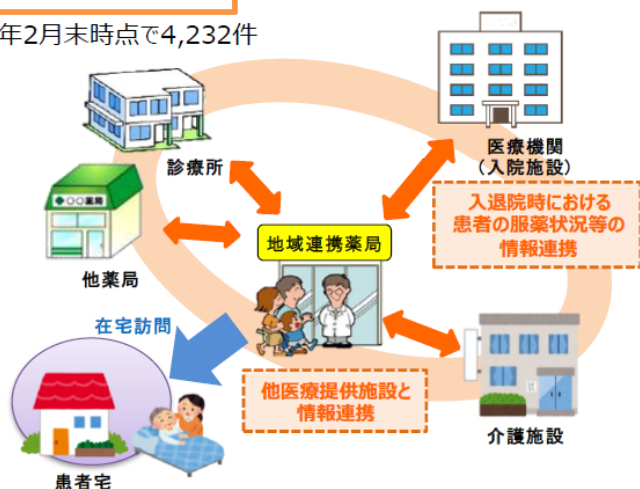 年2月末時点で4,232件
診療所
医療機関
（入院施設）
入退院時における
患者の服薬状況等の
情報連携
○○薬局
他薬局
地域連携薬局
在宅訪問
他医療提供施設と
情報連携
介護施設
患者宅